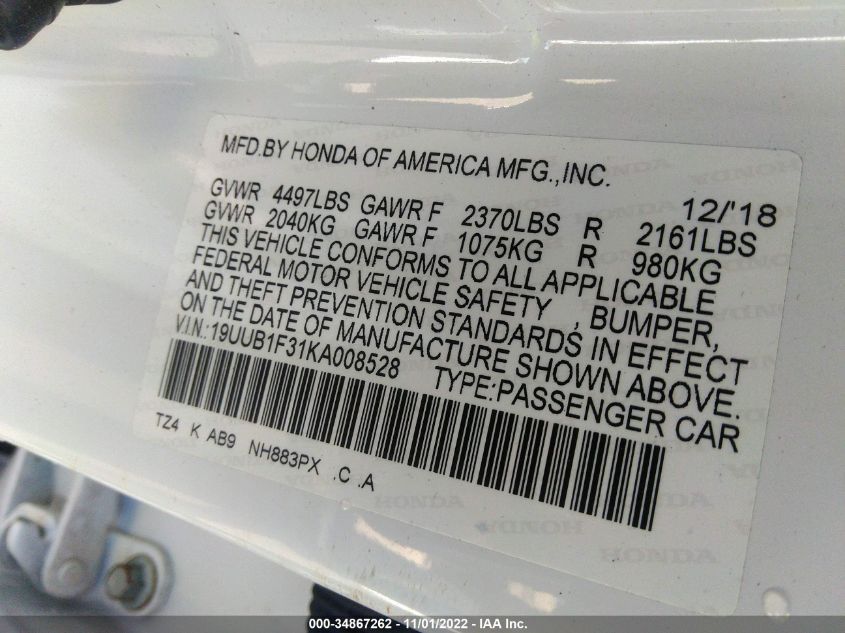 MFD.BY HONDA OF AMERICA MFG.,INC.
12/'18
GVWR 4497LBS GAWR F 2370LBS R 2161LBS
GVWR 2040KG GAWR F 1075KG R 980KG
THIS VEHICLE CONFORMS TO ALL APPLICABLE
FEDERAL MOTOR VEHICLE SAFETY , BUMPER,
AND THEFT PREVENTION STANDARDS IN EFFECT
ON THE DATE OF MANUFACTURE SHOWN ABOVE.
V.I.N.:19UUB1F31KA008528 TYPE:PASSENGER CAR
TZ4 K AB9 NH883PX .C .A
HONDA
HONDA
HONDA
000-34867262 - 11/01/2022 - IAA Inc.